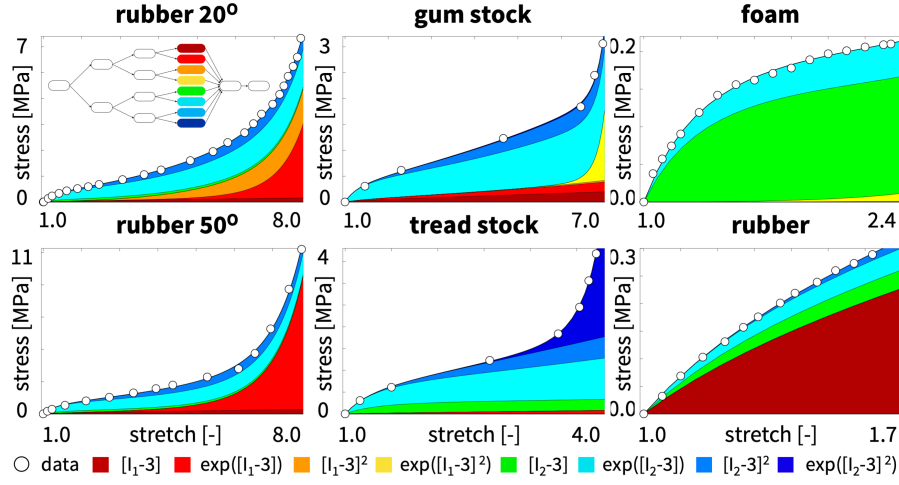 rubber 20º
gum stock
foam
7
3
0.2
stress [MPa]
stress [MPa]
stress [MPa]
0
0
0.0
1.0
8.0
1.0
7.0
1.0
2.4
rubber 50º
tread stock
rubber
11
4
0.3
stress [MPa]
stress [MPa]
stress [MPa]
0
0
0.0
1.0 stretch [-] 8.0
1.0 stretch [-] 4.0
1.0 stretch [-] 1.7
data [I₁-3] exp([I₁-3]) [I₁-3]² exp([I₁-3]²) [I₂-3] exp([I₂-3]) [I₂-3]² exp([I₂-3]²)